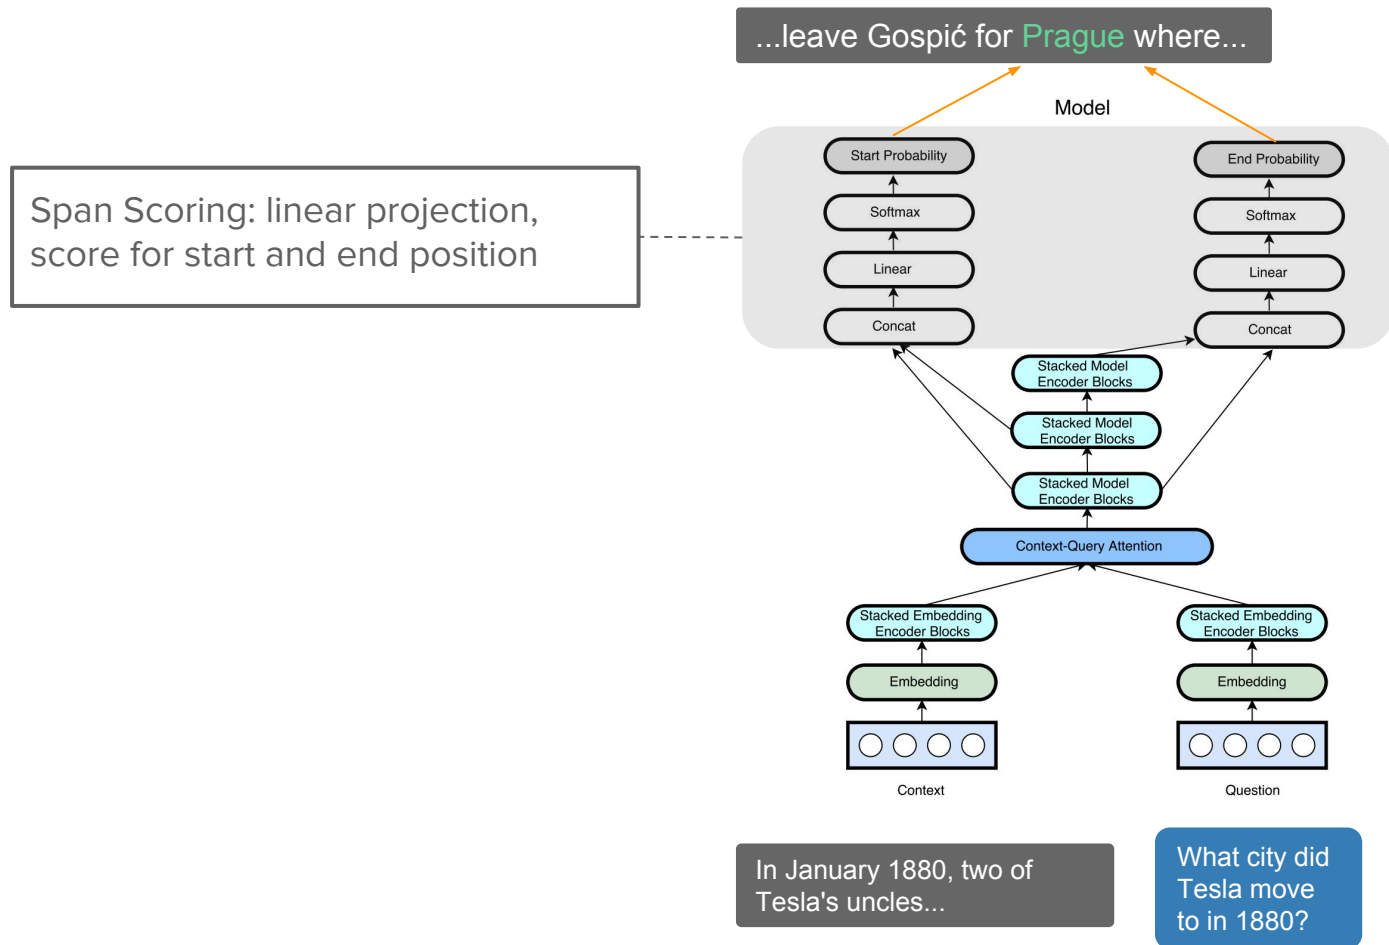 ...leave Gospić for Prague where...
Model
Start Probability
End Probability
Span Scoring: linear projection,
score for start and end position
Softmax
Softmax
Linear
Linear
Concat
Concat
Stacked Model
Encoder Blocks
Stacked Model
Encoder Blocks
Stacked Model
Encoder Blocks
Context-Query Attention
Stacked Embedding
Encoder Blocks
Stacked Embedding
Encoder Blocks
Embedding
Embedding
Context
Question
In January 1880, two of
Tesla's uncles...
What city did
Tesla move
to in 1880?